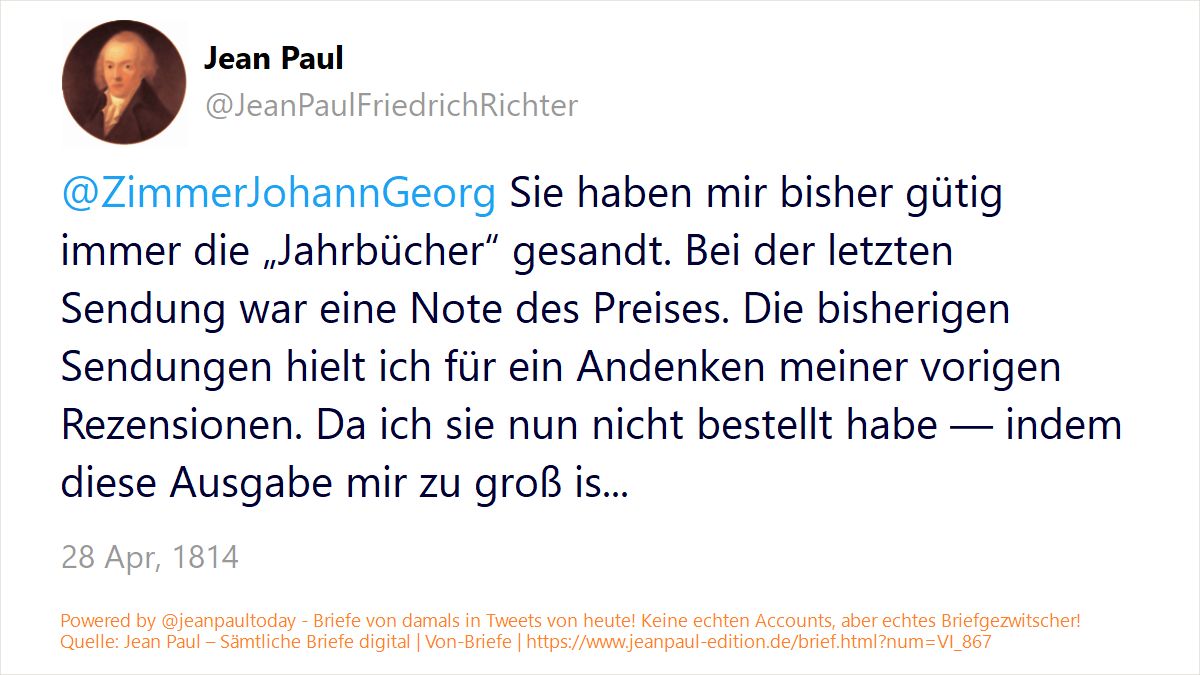 Jean Paul
@JeanPaulFriedrichRichter
@ZimmerJohannGeorg Sie haben mir bisher gütig
immer die „Jahrbücher“ gesandt. Bei der letzten
Sendung war eine Note des Preises. Die bisherigen
Sendungen hielt ich für ein Andenken meiner vorigen
Rezensionen. Da ich sie nun nicht bestellt habe — indem
diese Ausgabe mir zu groß is...
28 Apr, 1814
Powered by @jeanpaultoday - Briefe von damals in Tweets von heute! Keine echten Accounts, aber echtes Briefgezwitscher!
Quelle: Jean Paul – Sämtliche Briefe digital | Von-Briefe | https://www.jeanpaul-edition.de/brief.html?num=VI_867